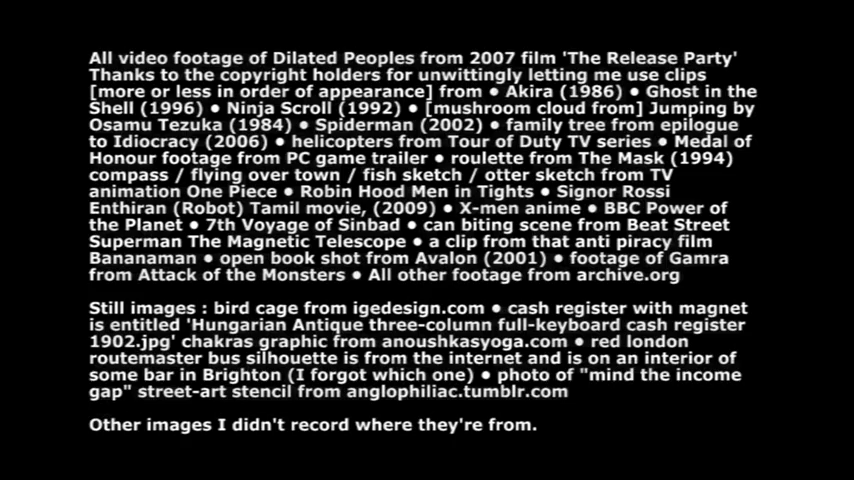 All video footage of Dilated Peoples from 2007 film 'The Release Party'
Thanks to the copyright holders for unwittingly letting me use clips
[more or less in order of appearance] from • Akira (1986) • Ghost in the
Shell (1996) • Ninja Scroll (1992) • [mushroom cloud from] Jumping by
Osamu Tezuka (1984) • Spiderman (2002) • family tree from epilogue
to Idiocracy (2006) • helicopters from Tour of Duty TV series • Medal of
Honour footage from PC game trailer • roulette from The Mask (1994)
compass / flying over town / fish sketch / otter sketch from TV
animation One Piece • Robin Hood Men in Tights • Signor Rossi
Enthiran (Robot) Tamil movie, (2009) • X-men anime • BBC Power of
the Planet • 7th Voyage of Sinbad • can biting scene from Beat Street
Superman The Magnetic Telescope • a clip from that anti piracy film
Bananaman • open book shot from Avalon (2001) • footage of Gamra
from Attack of the Monsters • All other footage from archive.org
Still images : bird cage from igedesign.com • cash register with magnet
is entitled 'Hungarian Antique three-column full-keyboard cash register
1902.jpg' chakras graphic from anoushkasyoga.com • red london
routemaster bus silhouette is from the internet and is on an interior of
some bar in Brighton (I forgot which one) • photo of "mind the income
gap" street-art stencil from anglophiliac.tumblr.com
Other images I didn't record where they're from.